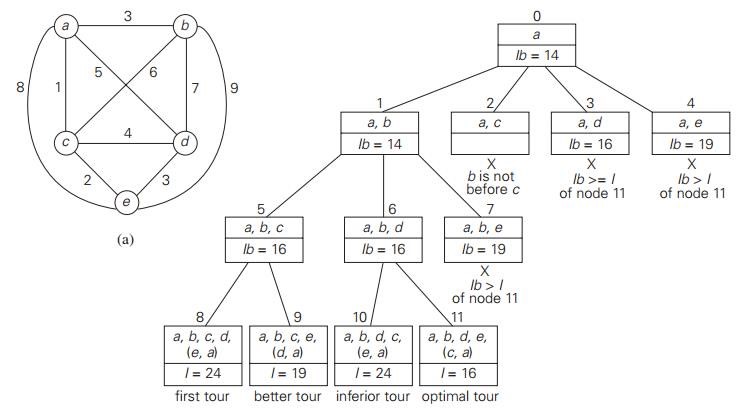 3
a
b
8
1
5
6
7
9
c
4
d
2
3
e
(a)
0
a
lb = 14
1
a, b
lb = 14
2
a, c
X
b is not
before c
3
a, d
lb = 16
X
lb >= l
of node 11
4
a, e
lb = 19
X
lb > l
of node 11
5
a, b, c
lb = 16
6
a, b, d
lb = 16
7
a, b, e
lb = 19
X
lb > l
of node 11
8
a, b, c, d,
(e, a)
l = 24
first tour
9
a, b, c, e,
(d, a)
l = 19
better tour
10
a, b, d, c,
(e, a)
l = 24
inferior tour
11
a, b, d, e,
(c, a)
l = 16
optimal tour